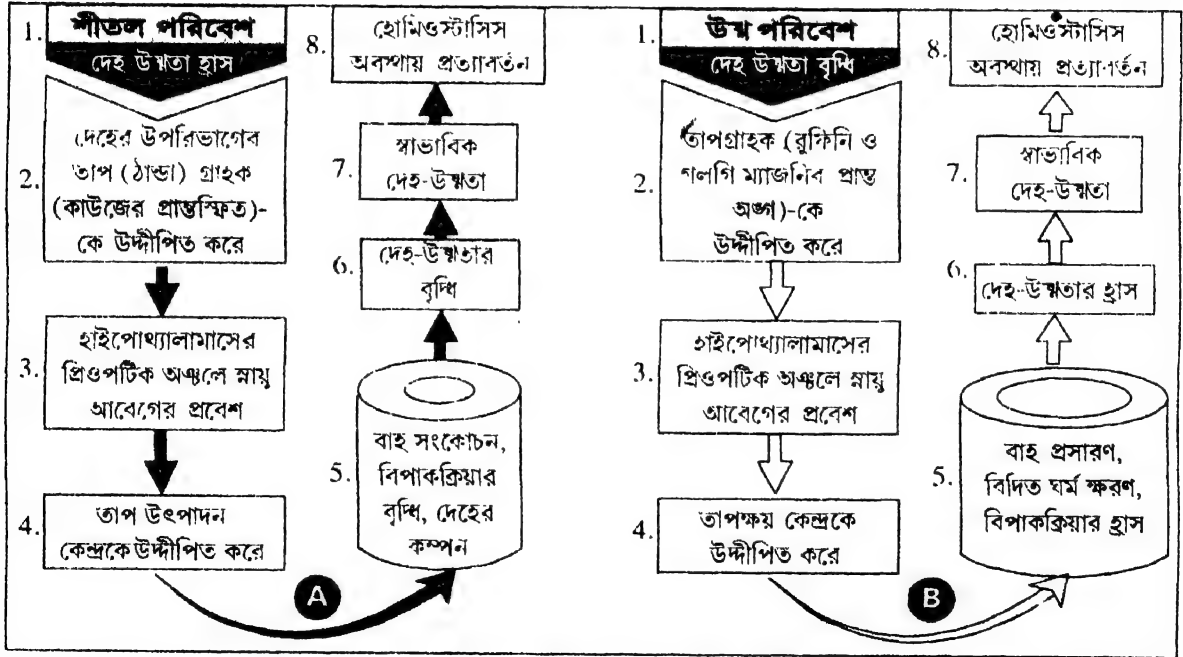 1.
শীতল পরিবেশ
দেহ উষ্ণতা হ্রাস
2.
দেহের উপরিভাগের
তাপ (ঠান্ডা) গ্রাহক
(কাউজের প্রান্তস্ফিত)-
কে উদ্দীপিত করে
3.
হাইপোথ্যালামাসের
প্রিওপটিক অঞ্চলে স্নায়ু
আবেগের প্রবেশ
4.
তাপ উৎপাদন
কেন্দ্রকে উদ্দীপিত করে
A
5.
বাহ সংকোচন,
বিপাকক্রিয়ার
বৃদ্ধি, দেহের
কম্পন
6.
দেহ-উষ্ণতার
বৃদ্ধি
7.
স্বাভাবিক
দেহ-উষ্ণতা
8.
হোমিওস্টাসিস
অবস্থায় প্রত্যাবর্তন
1.
উষ্ণ পরিবেশ
দেহ উষ্ণতা বৃদ্ধি
2.
তাপগ্রাহক (রুফিনি ও
গলগি ম্যাজনিব প্রান্ত
অঙ্গ)-কে
উদ্দীপিত করে
3.
হাইপোথ্যালামাসের
প্রিওপটিক অঞ্চলে স্নায়ু
আবেগের প্রবেশ
4.
তাপক্ষয় কেন্দ্রকে
উদ্দীপিত করে
B
5.
বাহ প্রসারণ,
বিদিত ঘর্ম ক্ষরণ,
বিপাকক্রিয়ার হ্রাস
6.
দেহ-উষ্ণতার হ্রাস
7.
স্বাভাবিক
দেহ-উষ্ণতা
8.
হোমিওস্টাসিস
অবস্থায় প্রত্যাবর্তন